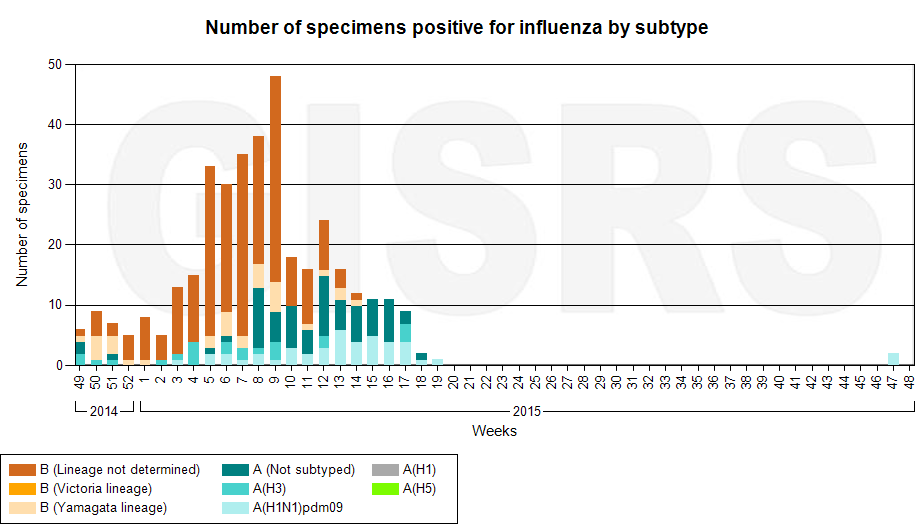 Number of specimens positive for influenza by subtype
GISRS
50
40
30
20
10
0
Number of specimens
49 50 51 52 1 2 3 4 5 6 7 8 9 10 11 12 13 14 15 16 17 18 19 20 21 22 23 24 25 26 27 28 29 30 31 32 33 34 35 36 37 38 39 40 41 42 43 44 45 46 47 48
2014 2015
Weeks
B (Lineage not determined) A (Not subtyped) A(H1)
B (Victoria lineage) A(H3) A(H5)
B (Yamagata lineage) A(H1N1)pdm09